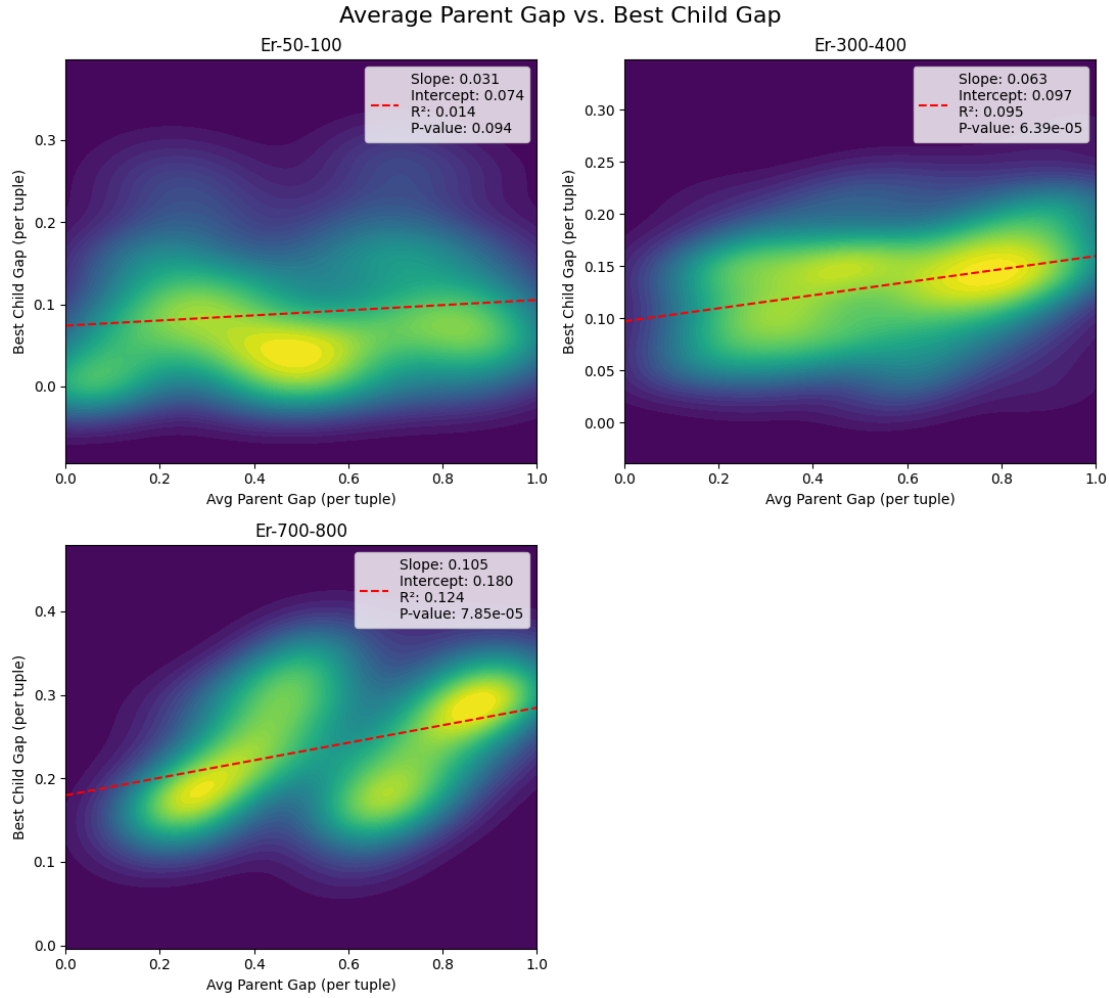 Average Parent Gap vs. Best Child Gap
Er-50-100
Slope: 0.031
Intercept: 0.074
R²: 0.014
P-value: 0.094
0.3
0.2
0.1
0.0
Best Child Gap (per tuple)
0.0 0.2 0.4 0.6 0.8 1.0
Avg Parent Gap (per tuple)
Er-300-400
Slope: 0.063
Intercept: 0.097
R²: 0.095
P-value: 6.39e-05
0.30
0.25
0.20
0.15
0.10
0.05
0.00
Best Child Gap (per tuple)
0.0 0.2 0.4 0.6 0.8 1.0
Avg Parent Gap (per tuple)
Er-700-800
Slope: 0.105
Intercept: 0.180
R²: 0.124
P-value: 7.85e-05
0.4
0.3
0.2
0.1
0.0
Best Child Gap (per tuple)
0.0 0.2 0.4 0.6 0.8 1.0
Avg Parent Gap (per tuple)